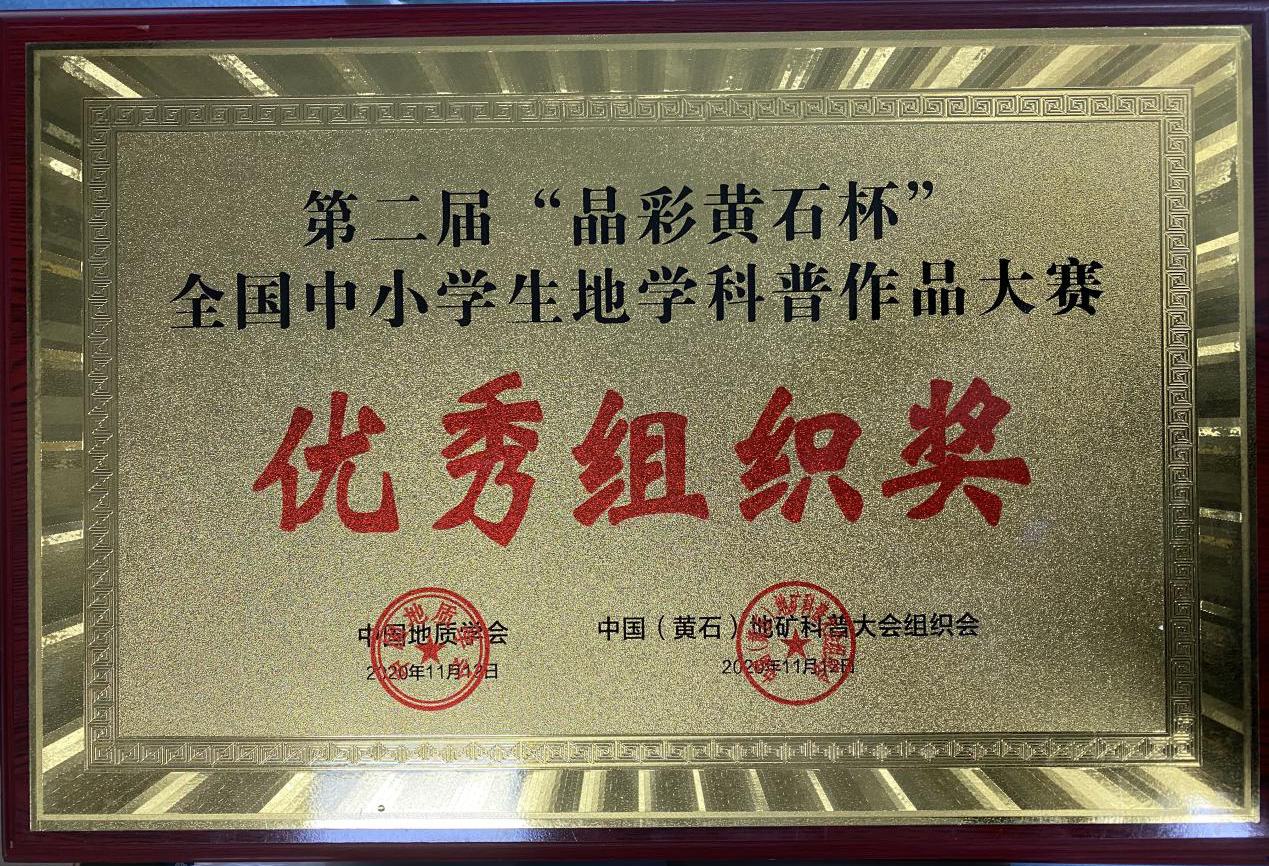 第二届“晶彩黄石杯”
全国中小学生地学科普作品大赛
优秀组织奖
中国地质学会
2020年11月12日
中国（黄石）地矿科普大会组织会
2020年11月12日